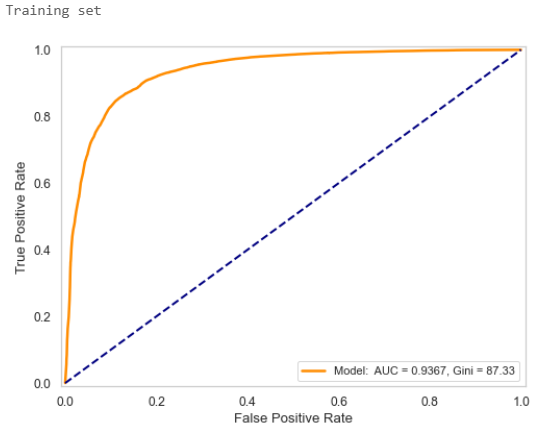 Training set
1.0
0.8
0.6
0.4
0.2
0.0
True Positive Rate
Model:  AUC = 0.9367, Gini = 87.33
0.0 0.2 0.4 0.6 0.8 1.0
False Positive Rate